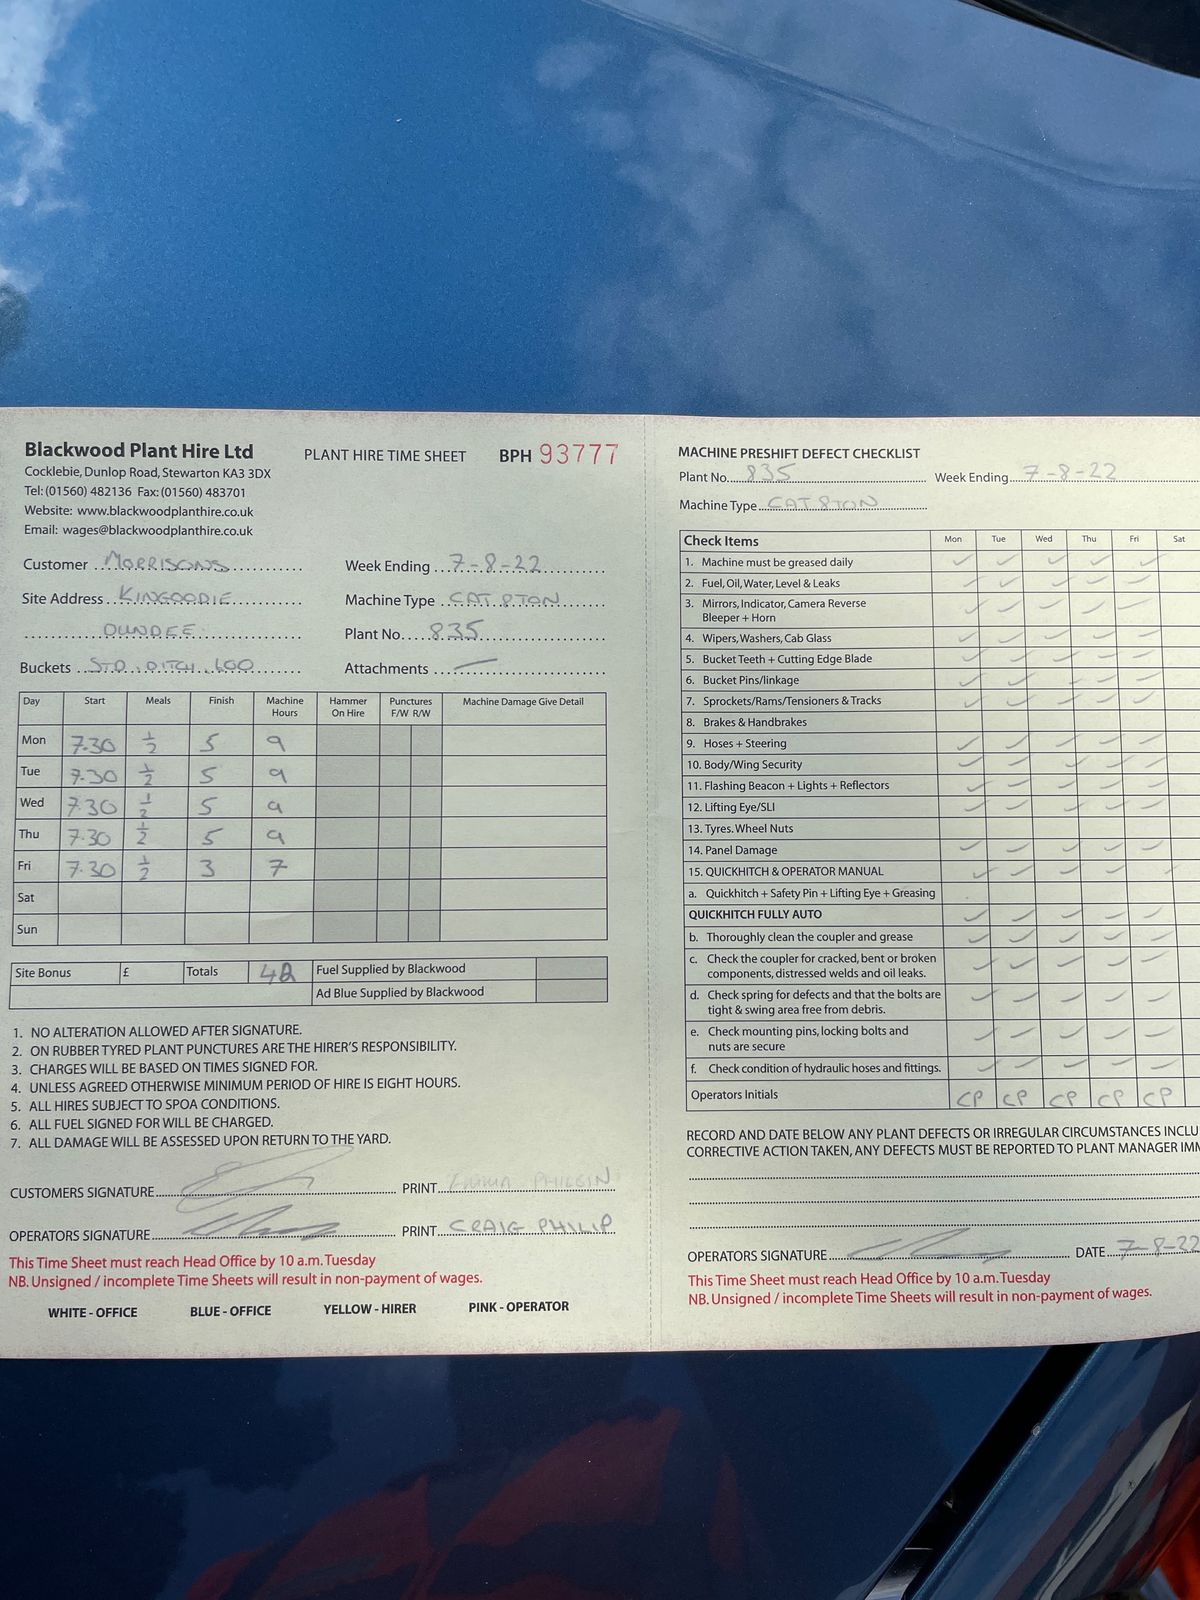 Blackwood Plant Hire Ltd
PLANT HIRE TIME SHEET BPH 93777
Cocklebie, Dunlop Road, Stewarton KA3 3DX
Tel: (01560) 482136 Fax: (01560) 483701
Website: www.blackwoodplanthire.co.uk
Email: wages@blackwoodplanthire.co.uk
Customer MORRISONS Week Ending 7-8-22
Site Address KINGOODIE Machine Type CAT 8TON
DUNDEE Plant No. 835
Buckets STD. DITCH. 600 Attachments —
Day Start Meals Finish Machine Hours Hammer On Hire Punctures F/W R/W Machine Damage Give Detail
Mon 7.30 ½ 5 9
Tue 7.30 ½ 5 9
Wed 7.30 ½ 5 9
Thu 7.30 ½ 5 9
Fri 7.30 ½ 3 7
Sat
Sun
Site Bonus £ Totals 42 Fuel Supplied by Blackwood
Ad Blue Supplied by Blackwood
1. NO ALTERATION ALLOWED AFTER SIGNATURE.
2. ON RUBBER TYRED PLANT PUNCTURES ARE THE HIRER'S RESPONSIBILITY.
3. CHARGES WILL BE BASED ON TIMES SIGNED FOR.
4. UNLESS AGREED OTHERWISE MINIMUM PERIOD OF HIRE IS EIGHT HOURS.
5. ALL HIRES SUBJECT TO SPOA CONDITIONS.
6. ALL FUEL SIGNED FOR WILL BE CHARGED.
7. ALL DAMAGE WILL BE ASSESSED UPON RETURN TO THE YARD.
CUSTOMERS SIGNATURE PRINT
OPERATORS SIGNATURE PRINT CRAIG PHILIP
This Time Sheet must reach Head Office by 10 a.m. Tuesday
NB. Unsigned / incomplete Time Sheets will result in non-payment of wages.
WHITE - OFFICE BLUE - OFFICE YELLOW - HIRER PINK - OPERATOR
MACHINE PRESHIFT DEFECT CHECKLIST
Plant No. 835 Week Ending 7-8-22
Machine Type CAT 8TON
Check Items Mon Tue Wed Thu Fri Sat
1. Machine must be greased daily ✓ ✓ ✓ ✓ ✓
2. Fuel, Oil, Water, Level & Leaks ✓ ✓ ✓ ✓ ✓
3. Mirrors, Indicator, Camera Reverse
Bleeper + Horn ✓ ✓ ✓ ✓ ✓
4. Wipers, Washers, Cab Glass ✓ ✓ ✓ ✓ ✓
5. Bucket Teeth + Cutting Edge Blade ✓ ✓ ✓ ✓ ✓
6. Bucket Pins/linkage ✓ ✓ ✓ ✓ ✓
7. Sprockets/Rams/Tensioners & Tracks ✓ ✓ ✓ ✓ ✓
8. Brakes & Handbrakes
9. Hoses + Steering ✓ ✓ ✓ ✓ ✓
10. Body/Wing Security ✓ ✓ ✓ ✓ ✓
11. Flashing Beacon + Lights + Reflectors ✓ ✓ ✓ ✓ ✓
12. Lifting Eye/SLI ✓ ✓ ✓ ✓ ✓
13. Tyres. Wheel Nuts
14. Panel Damage ✓ ✓ ✓ ✓ ✓
15. QUICKHITCH & OPERATOR MANUAL ✓ ✓ ✓ ✓ ✓
a. Quickhitch + Safety Pin + Lifting Eye + Greasing
QUICKHITCH FULLY AUTO ✓ ✓ ✓ ✓ ✓
b. Thoroughly clean the coupler and grease ✓ ✓ ✓ ✓ ✓
c. Check the coupler for cracked, bent or broken
components, distressed welds and oil leaks. ✓ ✓ ✓ ✓ ✓
d. Check spring for defects and that the bolts are
tight & swing area free from debris. ✓ ✓ ✓ ✓ ✓
e. Check mounting pins, locking bolts and
nuts are secure ✓ ✓ ✓ ✓ ✓
f. Check condition of hydraulic hoses and fittings. ✓ ✓ ✓ ✓ ✓
Operators Initials CP CP CP CP CP
RECORD AND DATE BELOW ANY PLANT DEFECTS OR IRREGULAR CIRCUMSTANCES INCLU
CORRECTIVE ACTION TAKEN, ANY DEFECTS MUST BE REPORTED TO PLANT MANAGER IMM
OPERATORS SIGNATURE DATE 7-8-22
This Time Sheet must reach Head Office by 10 a.m. Tuesday
NB. Unsigned / incomplete Time Sheets will result in non-payment of wages.